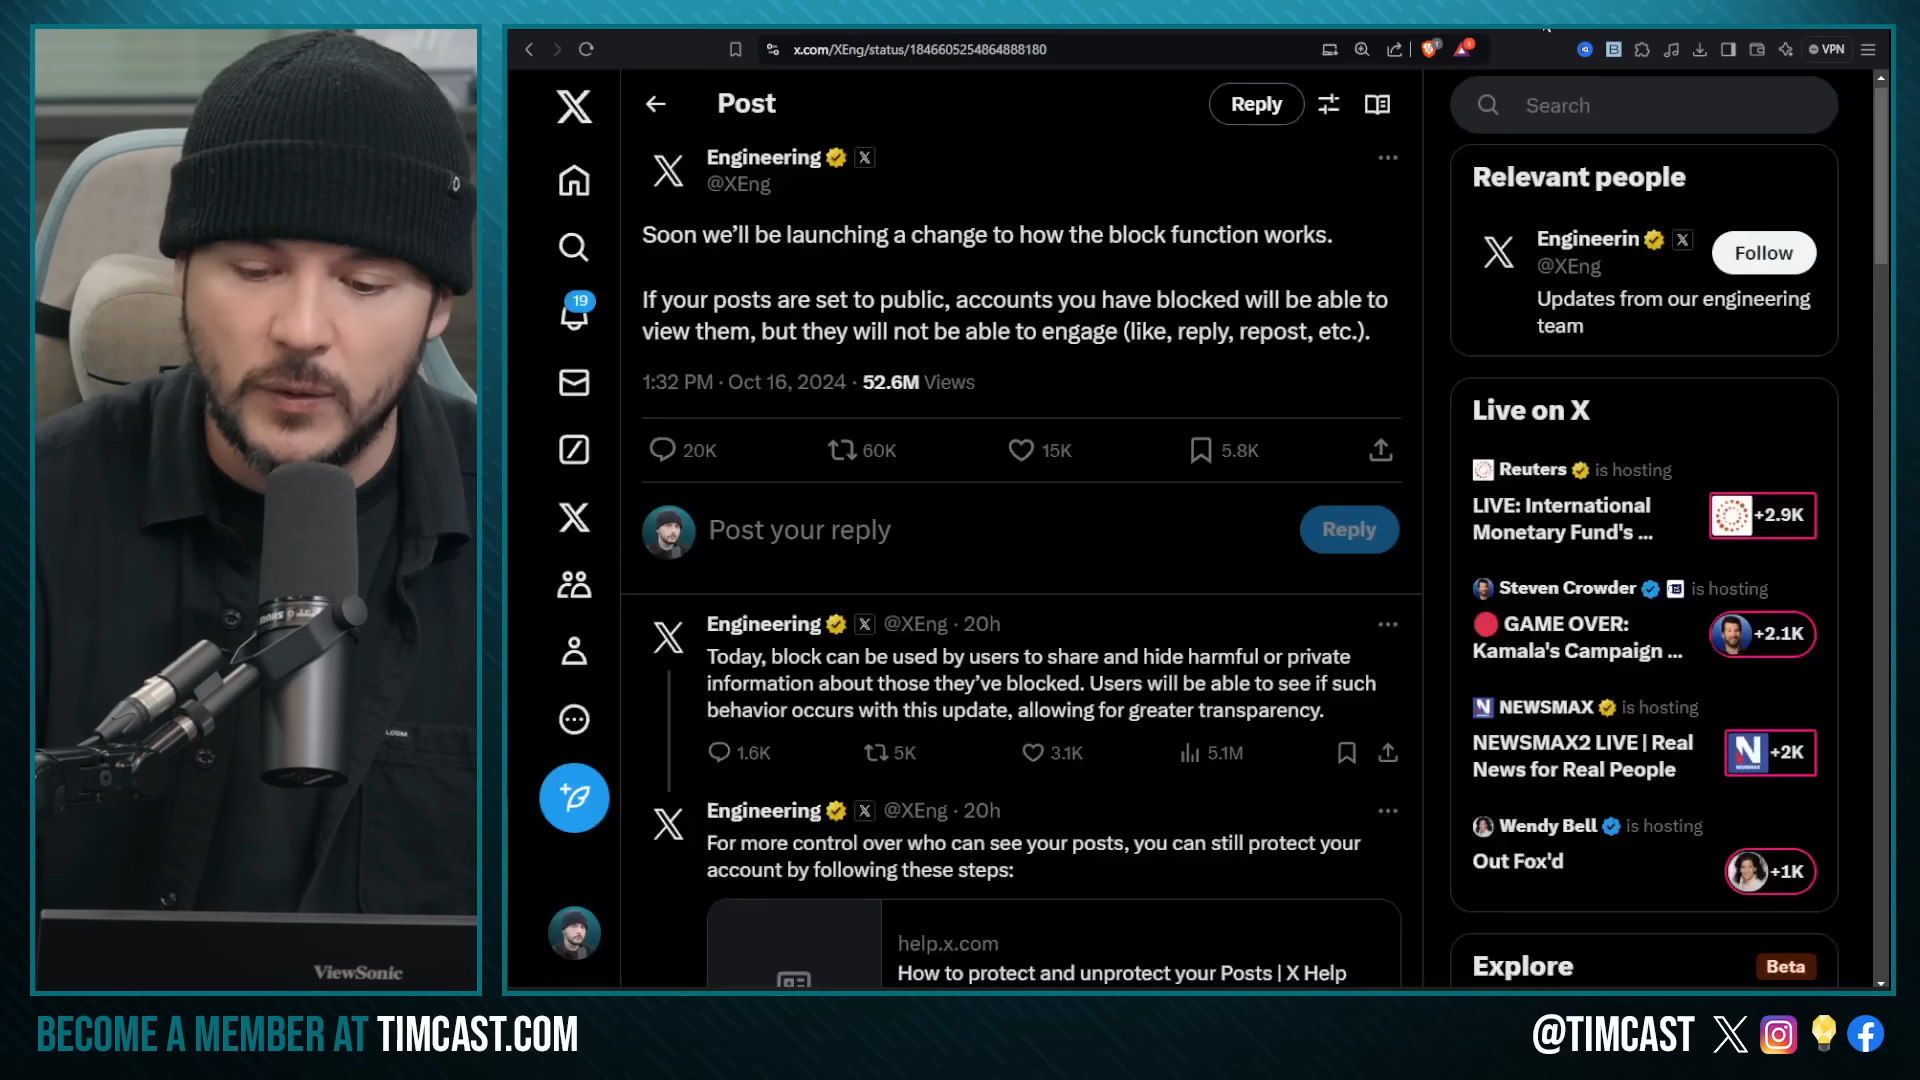 x.com/XEng/status/1846605254864888180
VPN
Post
Reply
Search
Engineering
@XEng
Soon we’ll be launching a change to how the block function works.
If your posts are set to public, accounts you have blocked will be able to
view them, but they will not be able to engage (like, reply, repost, etc.).
1:32 PM · Oct 16, 2024 · 52.6M Views
20K 60K 15K 5.8K
19
Post your reply
Reply
Engineering @XEng · 20h
Today, block can be used by users to share and hide harmful or private
information about those they’ve blocked. Users will be able to see if such
behavior occurs with this update, allowing for greater transparency.
1.6K 5K 3.1K 5.1M
Engineering @XEng · 20h
For more control over who can see your posts, you can still protect your
account by following these steps:
help.x.com
How to protect and unprotect your Posts | X Help
Relevant people
Engineerin
@XEng
Follow
Updates from our engineering
team
Live on X
Reuters is hosting
LIVE: International
Monetary Fund's ...
+2.9K
Steven Crowder is hosting
GAME OVER:
Kamala's Campaign ...
+2.1K
NEWSMAX is hosting
NEWSMAX2 LIVE | Real
News for Real People
+2K
Wendy Bell is hosting
Out Fox'd
+1K
Explore
Beta
ViewSonic
BECOME A MEMBER AT TIMCAST.COM
@TIMCAST